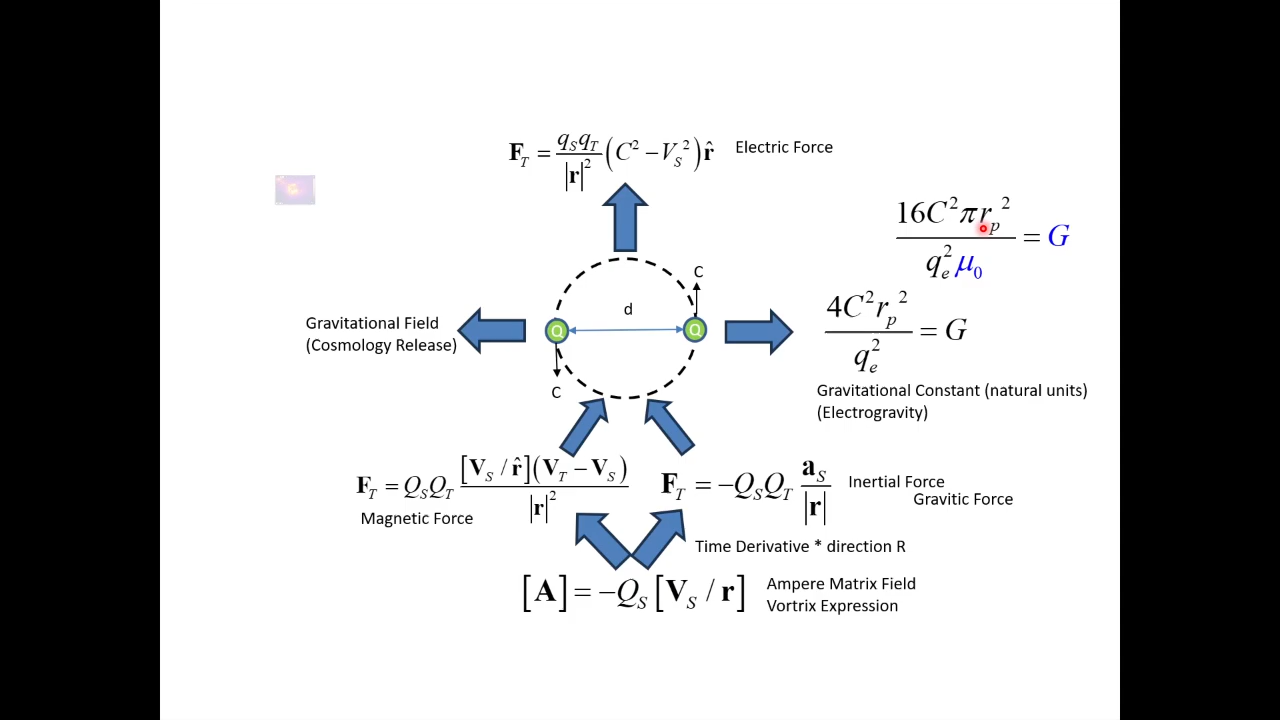 F_T = q_S q_T / |r|² (C² − V_S²) r̂
Electric Force
16C²πr_p² / q_e² μ₀ = G
C
d
Q
Q
C
Gravitational Field
(Cosmology Release)
4C²r_p² / q_e² = G
Gravitational Constant (natural units)
(Electrogravity)
F_T = Q_S Q_T [V_S / r̂](V_T − V_S) / |r|²
Magnetic Force
F_T = −Q_S Q_T a_S / |r|
Inertial Force
Gravitic Force
Time Derivative * direction R
[A] = −Q_S [V_S / r]
Ampere Matrix Field
Vortrix Expression